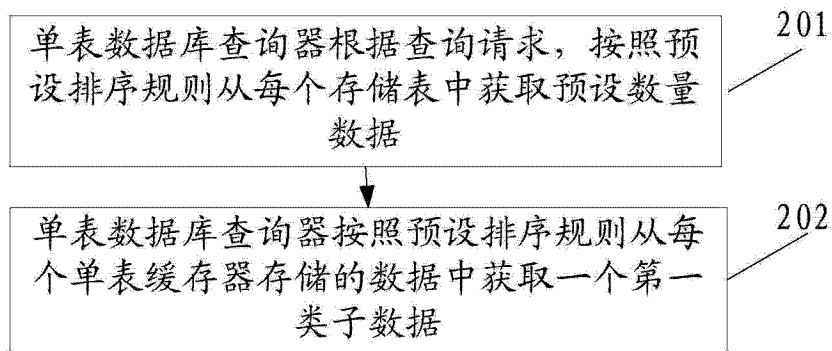 单表数据库查询器根据查询请求，按照预
设排序规则从每个存储表中获取预设数量
数据
201
单表数据库查询器按照预设排序规则从每
个单表缓存器存储的数据中获取一个第一
类子数据
202